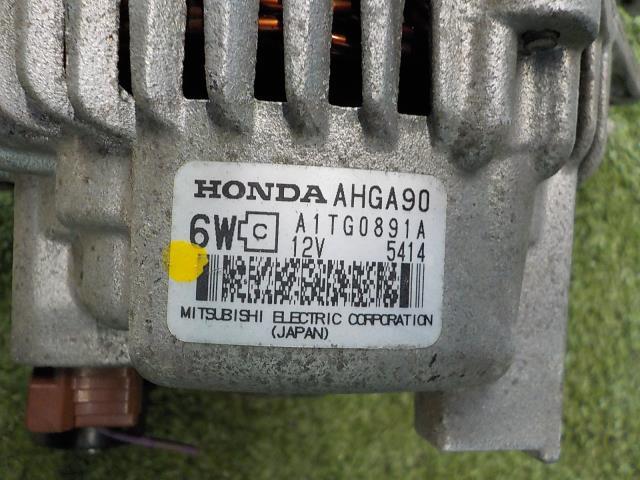 HONDA AHGA90
6W C A1TG0891A
12V 5414
MITSUBISHI ELECTRIC CORPORATION
(JAPAN)